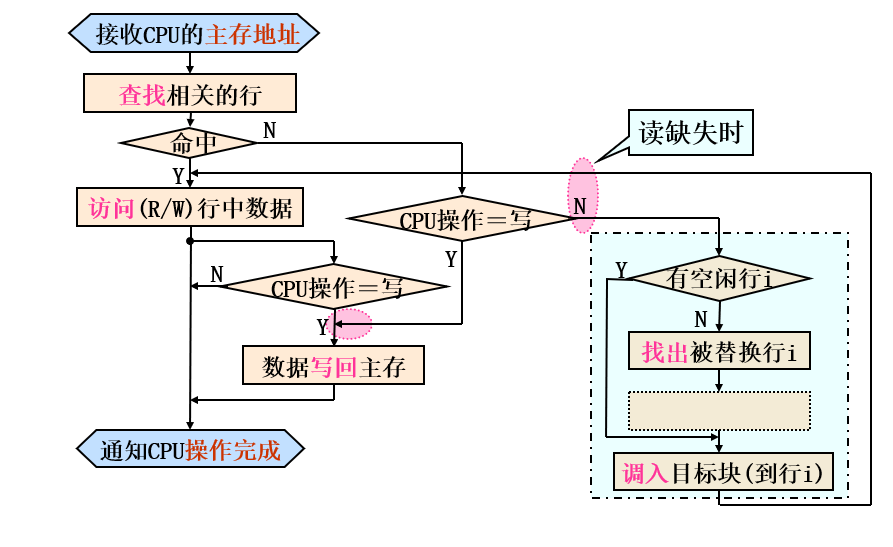 接收CPU的主存地址
查找相关的行
命中
N
读缺失时
Y
访问(R/W)行中数据
CPU操作＝写
N
Y
N
CPU操作＝写
Y
有空闲行i
Y
N
数据写回主存
找出被替换行i
通知CPU操作完成
调入目标块(到行i)